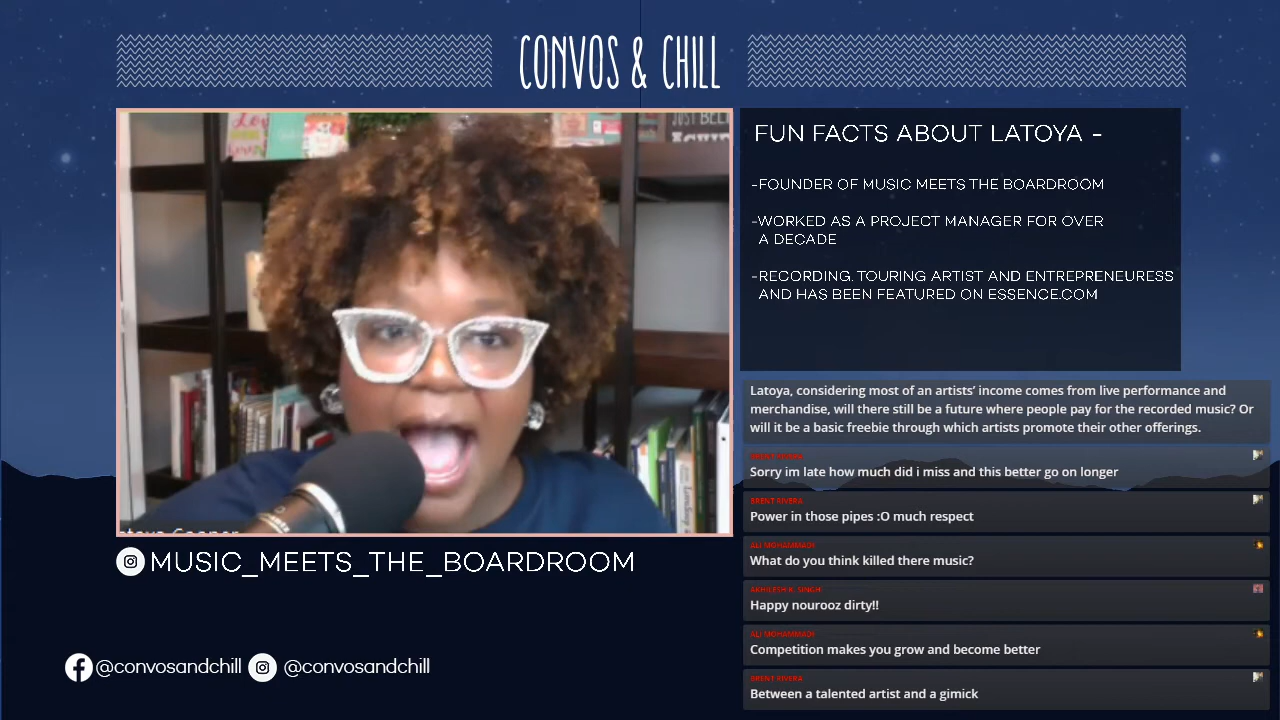 CONVOS & CHILL
Love
JUST BELI
FUN FACTS ABOUT LATOYA -
-FOUNDER OF MUSIC MEETS THE BOARDROOM
-WORKED AS A PROJECT MANAGER FOR OVER
A DECADE
-RECORDING, TOURING ARTIST AND ENTREPRENEURESS
AND HAS BEEN FEATURED ON ESSENCE.COM
Latoya, considering most of an artists' income comes from live performance and
merchandise, will there still be a future where people pay for the recorded music? Or
will it be a basic freebie through which artists promote their other offerings.
BRENT RIVERA
Sorry im late how much did i miss and this better go on longer
BRENT RIVERA
Power in those pipes :O much respect
ALI MOHAMMADI
What do you think killed there music?
AKHILESH K. SINGH
Happy nourooz dirty!!
ALI MOHAMMADI
Competition makes you grow and become better
BRENT RIVERA
Between a talented artist and a gimick
MUSIC_MEETS_THE_BOARDROOM
@convosandchill @convosandchill